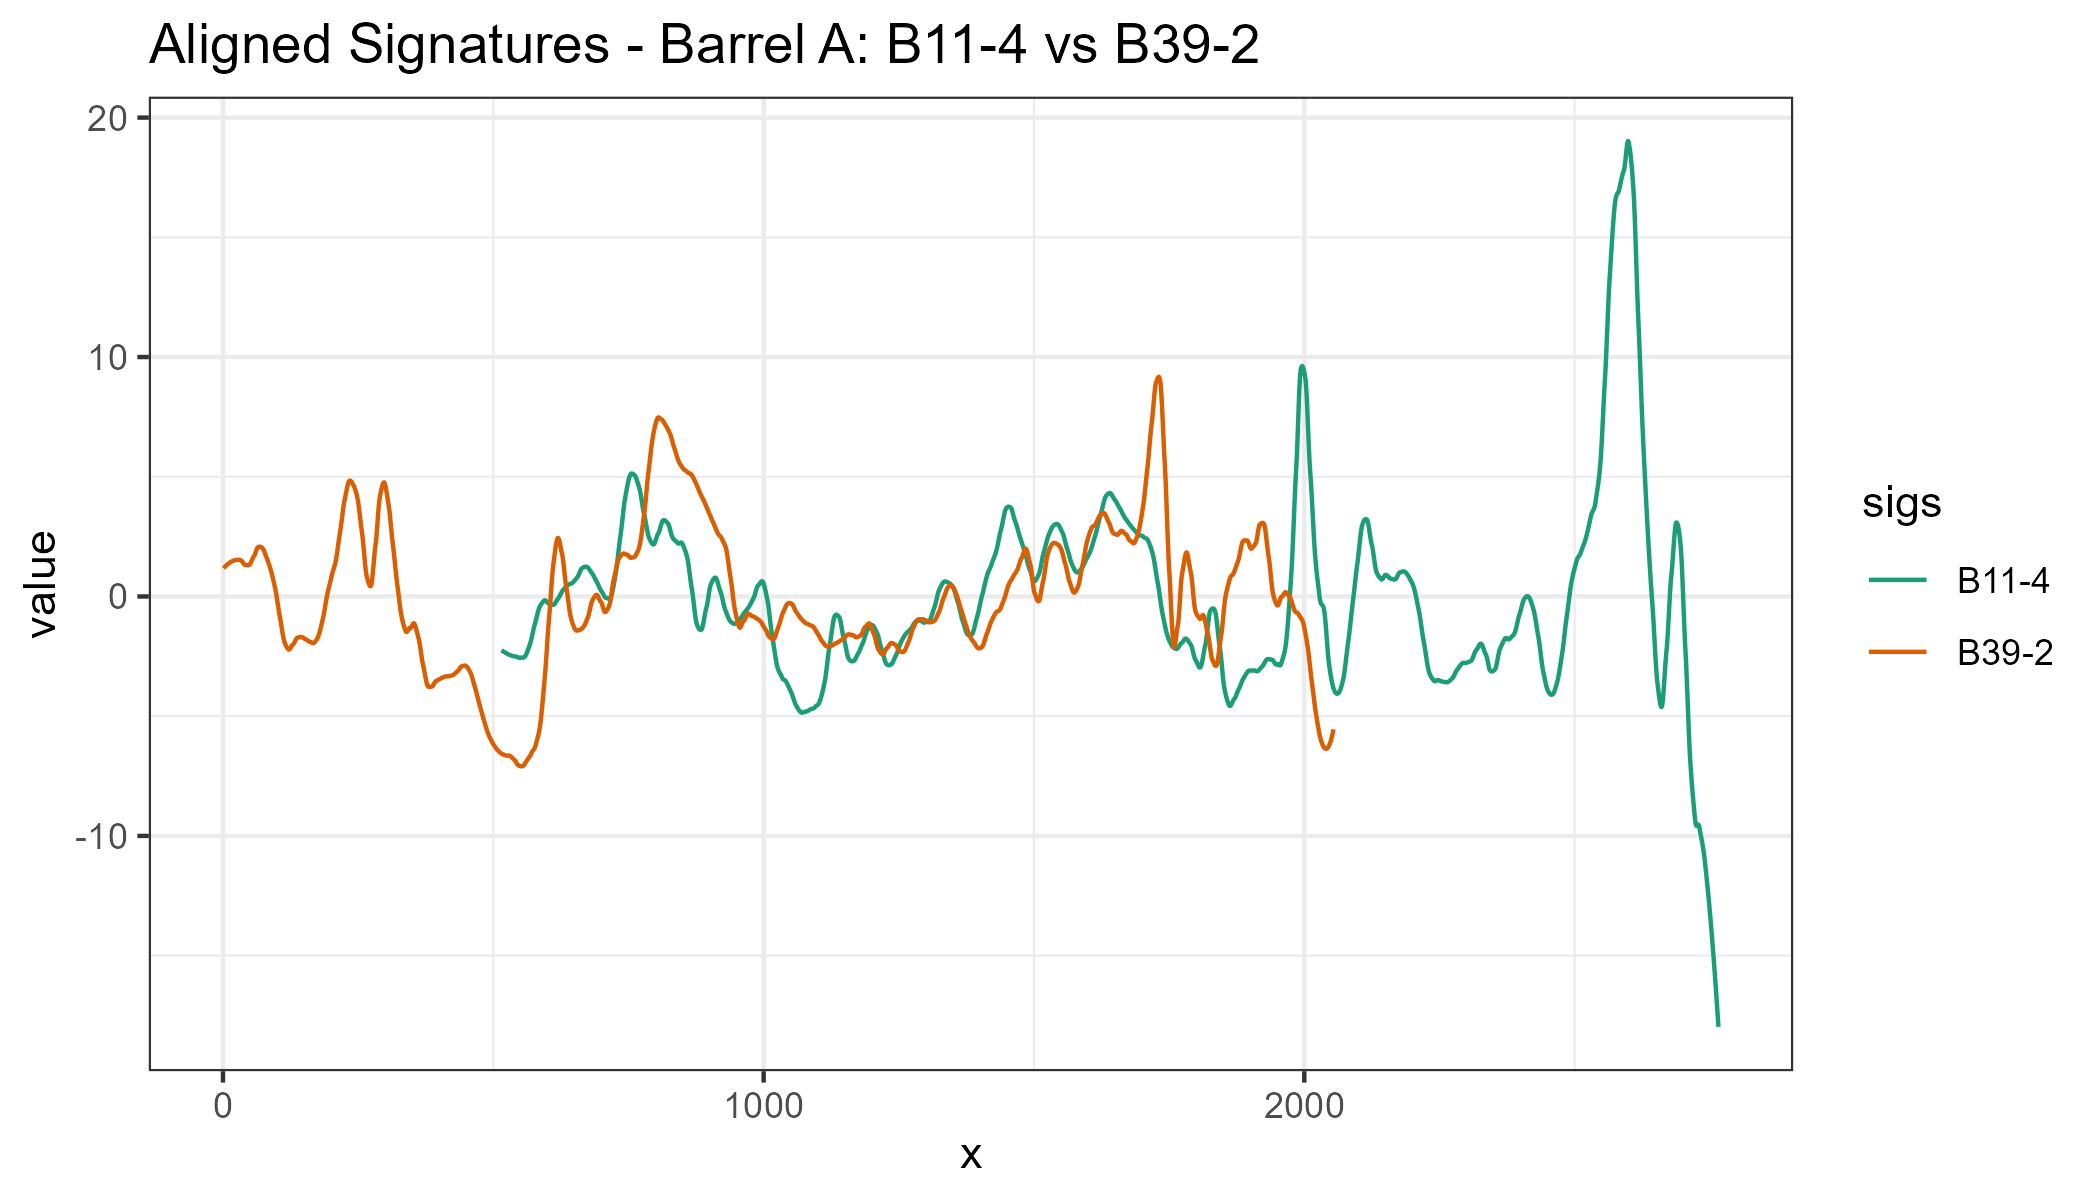 Aligned Signatures - Barrel A: B11-4 vs B39-2
value
20
10
0
-10
0
1000
2000
x
sigs
B11-4
B39-2